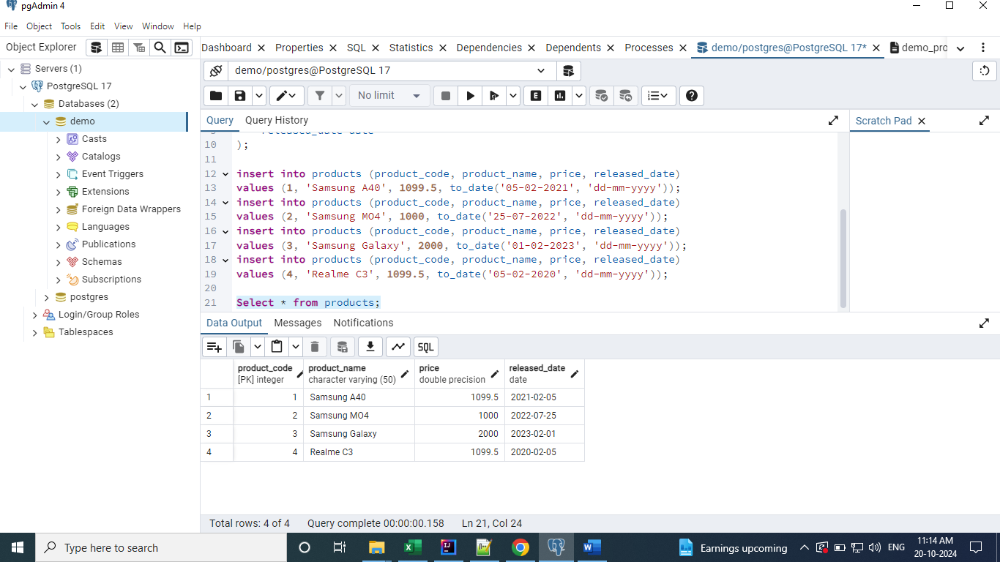 pgAdmin 4
File Object Tools Edit View Window Help
Object Explorer
Dashboard Properties SQL Statistics Dependencies Dependents Processes demo/postgres@PostgreSQL 17* demo_pro
Servers (1)
PostgreSQL 17
Databases (2)
demo
Casts
Catalogs
Event Triggers
Extensions
Foreign Data Wrappers
Languages
Publications
Schemas
Subscriptions
postgres
Login/Group Roles
Tablespaces
demo/postgres@PostgreSQL 17
No limit
E
Query Query History
Scratch Pad
9 released_date date
10 );
11
12 insert into products (product_code, product_name, price, released_date)
13 values (1, 'Samsung A40', 1099.5, to_date('05-02-2021', 'dd-mm-yyyy'));
14 insert into products (product_code, product_name, price, released_date)
15 values (2, 'Samsung MO4', 1000, to_date('25-07-2022', 'dd-mm-yyyy'));
16 insert into products (product_code, product_name, price, released_date)
17 values (3, 'Samsung Galaxy', 2000, to_date('01-02-2023', 'dd-mm-yyyy'));
18 insert into products (product_code, product_name, price, released_date)
19 values (4, 'Realme C3', 1099.5, to_date('05-02-2020', 'dd-mm-yyyy'));
20
21 Select * from products;
Data Output Messages Notifications
SQL
product_code product_name price released_date
[PK] integer character varying (50) double precision date
1 1 Samsung A40 1099.5 2021-02-05
2 2 Samsung MO4 1000 2022-07-25
3 3 Samsung Galaxy 2000 2023-02-01
4 4 Realme C3 1099.5 2020-02-05
Total rows: 4 of 4 Query complete 00:00:00.158 Ln 21, Col 24
Type here to search
Earnings upcoming
ENG
11:14 AM
20-10-2024